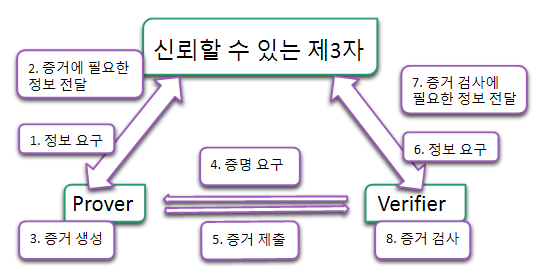 신뢰할 수 있는 제3자
2. 증거에 필요한
정보 전달
7. 증거 검사에
필요한 정보 전달
1. 정보 요구
6. 정보 요구
4. 증명 요구
Prover
Verifier
3. 증거 생성
5. 증거 제출
8. 증거 검사